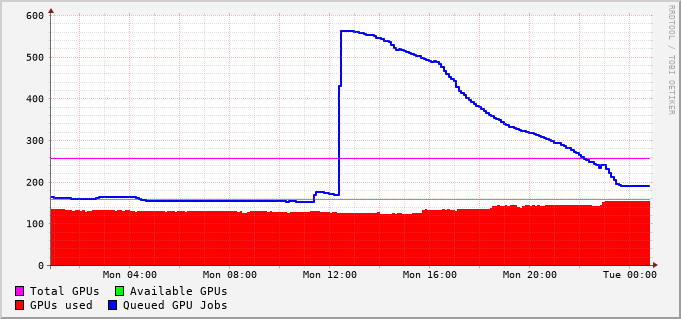 RRDTOOL / TOBI OETIKER
600
500
400
300
200
100
0
Mon 04:00 Mon 08:00 Mon 12:00 Mon 16:00 Mon 20:00 Tue 00:00
Total GPUs Available GPUs
GPUs used Queued GPU Jobs